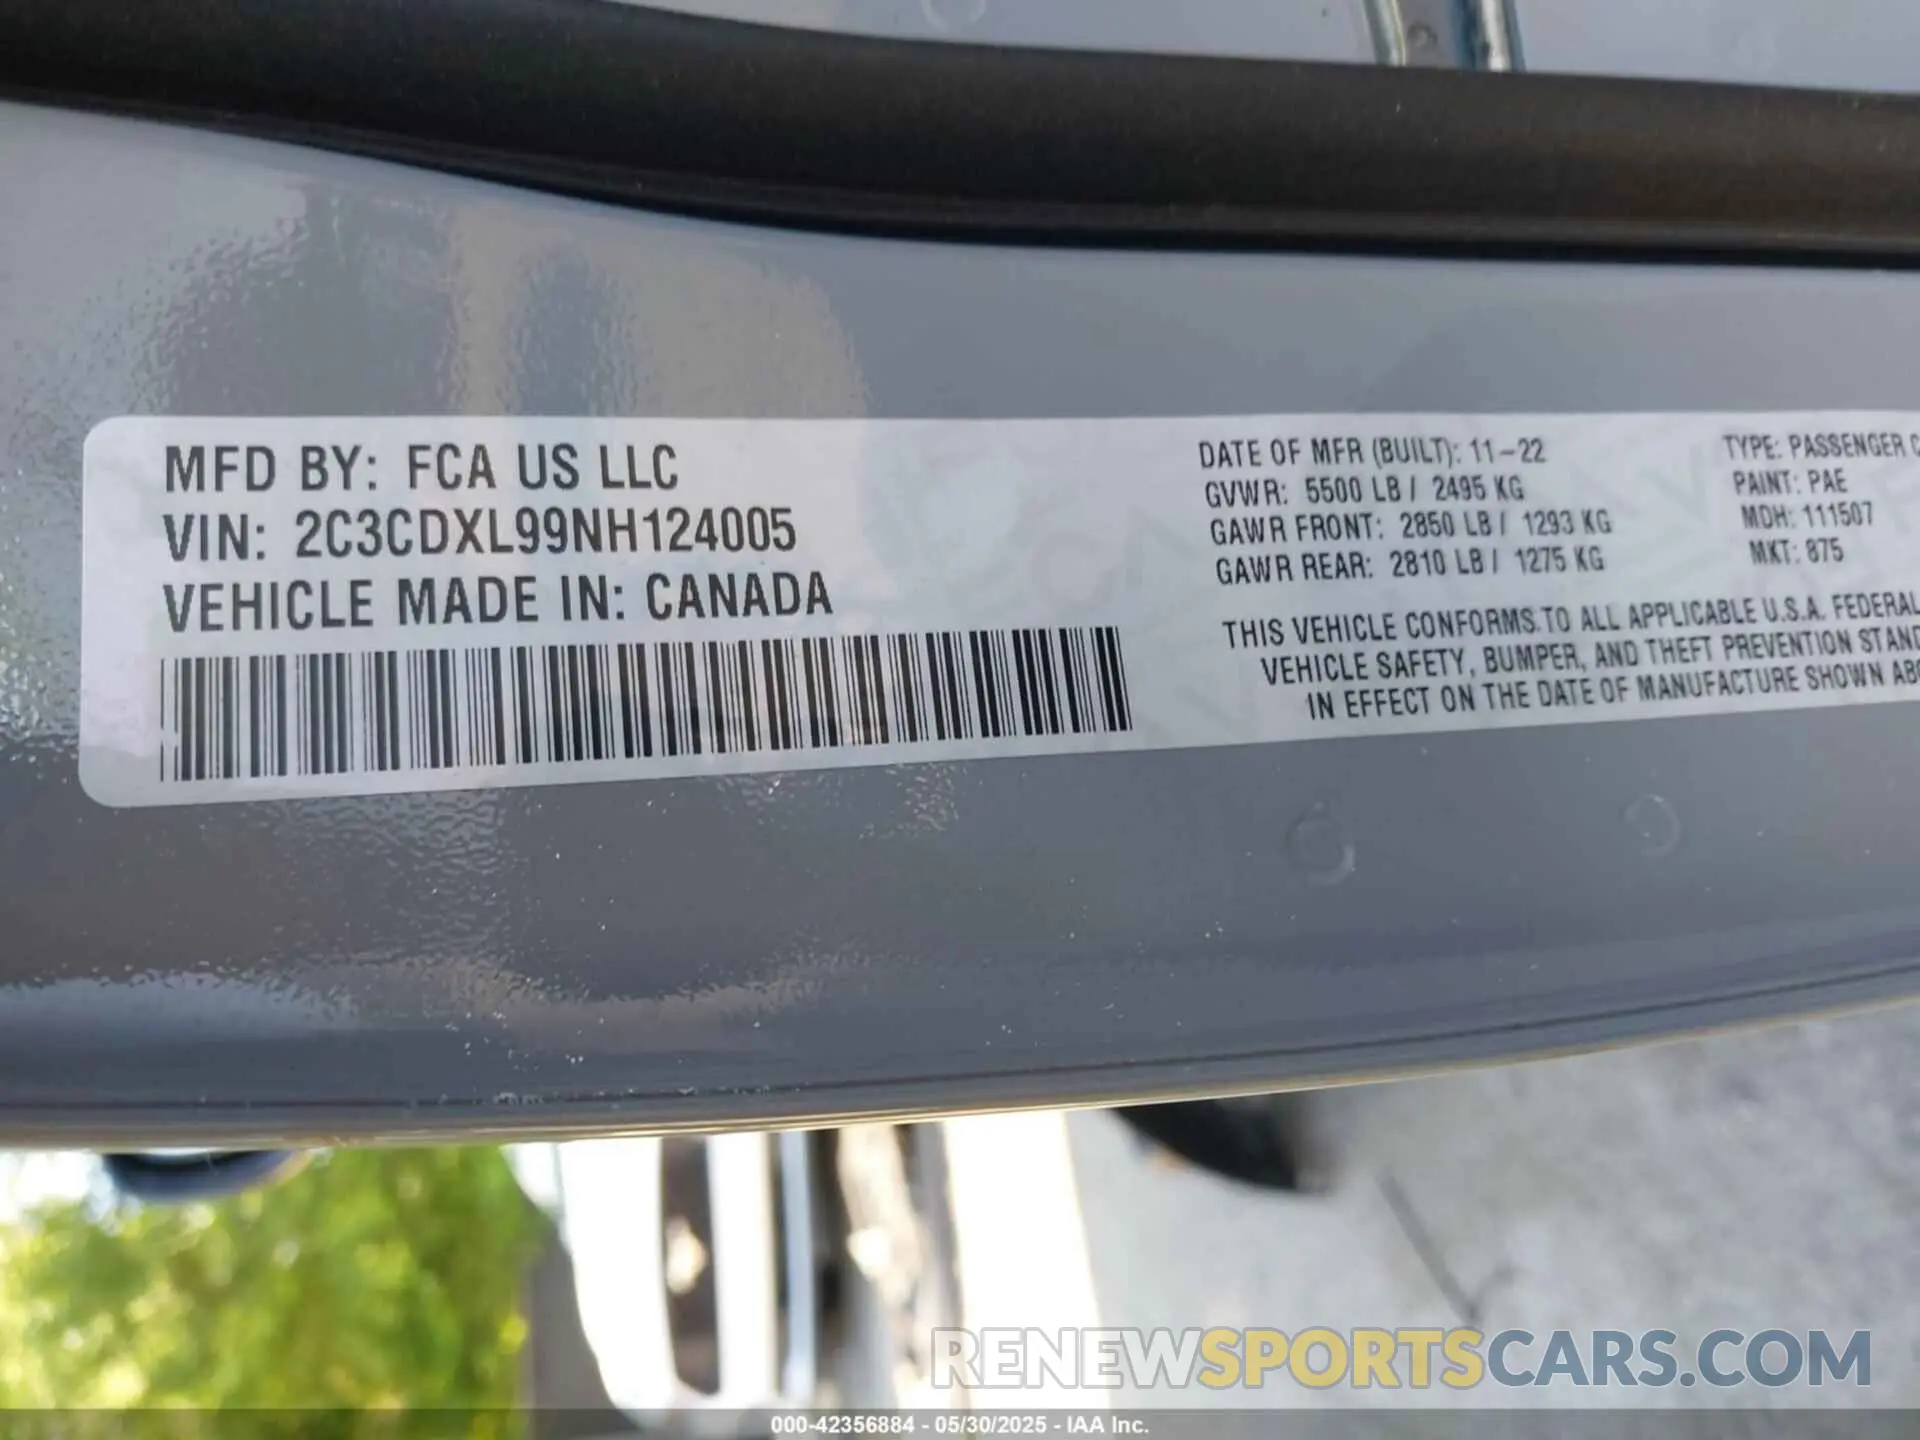 MFD BY: FCA US LLC
VIN: 2C3CDXL99NH124005
VEHICLE MADE IN: CANADA
DATE OF MFR (BUILT): 11-22
GVWR: 5500 LB / 2495 KG
GAWR FRONT: 2850 LB / 1293 KG
GAWR REAR: 2810 LB / 1275 KG
TYPE: PASSENGER C
PAINT: PAE
MDH: 111507
MKT: 875
THIS VEHICLE CONFORMS TO ALL APPLICABLE U.S.A. FEDERAL
VEHICLE SAFETY, BUMPER, AND THEFT PREVENTION STAND
IN EFFECT ON THE DATE OF MANUFACTURE SHOWN ABO
RENEWSPORTSCARS.COM
000-42356884 - 05/30/2025 - IAA Inc.